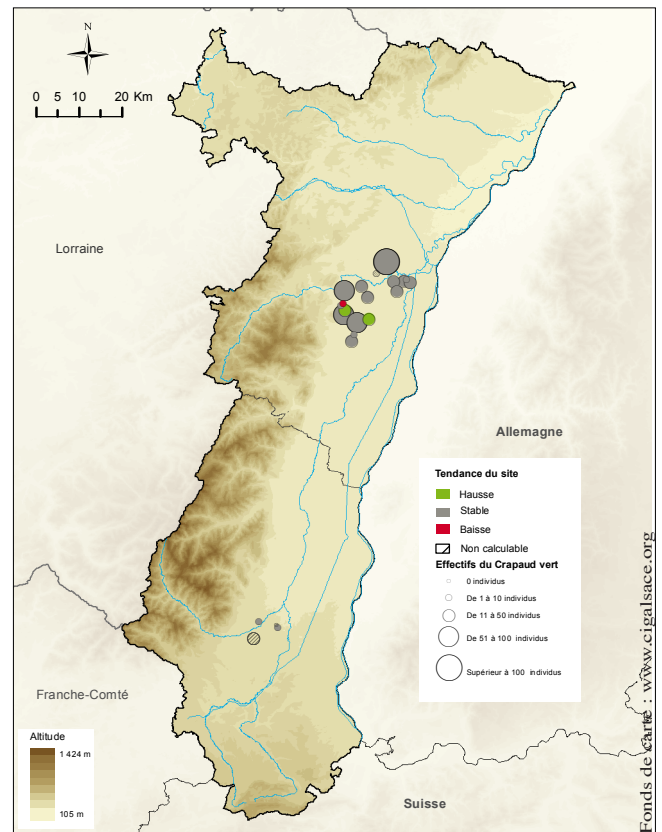 N
0 5 10 20 Km
Lorraine
Allemagne
Tendance du site
Hausse
Stable
Baisse
Non calculable
Effectifs du Crapaud vert
0 individus
De 1 à 10 individus
De 11 à 50 individus
De 51 à 100 individus
Supérieur à 100 individus
Franche-Comté
Altitude
1 424 m
105 m
Suisse
Fonds de carte : www.cigalsace.org